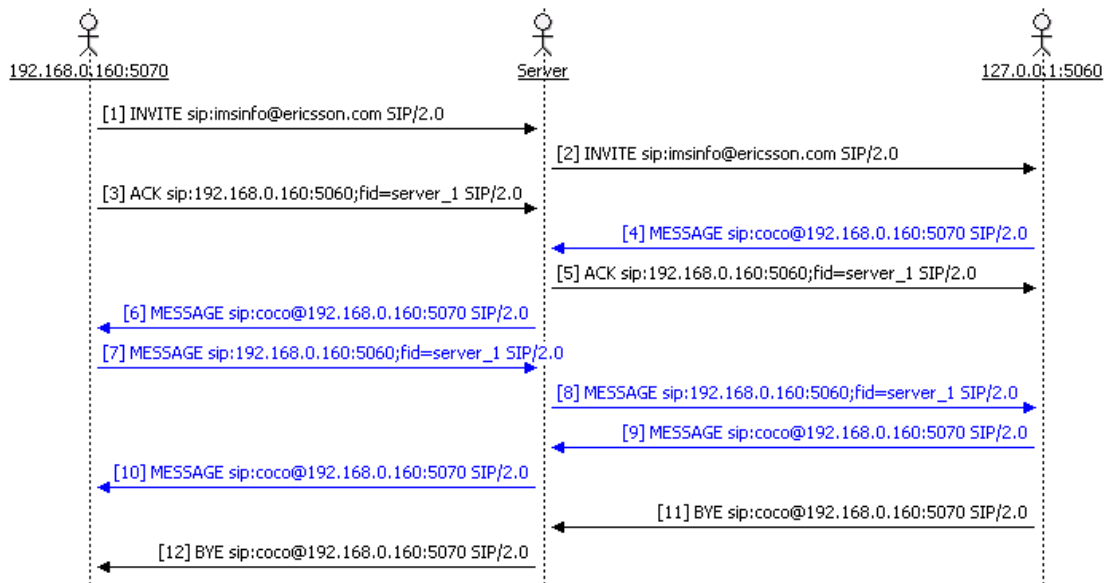 192.168.0.160:5070 Server 127.0.0.1:5060
[1] INVITE sip:imsinfo@ericsson.com SIP/2.0
[2] INVITE sip:imsinfo@ericsson.com SIP/2.0
[3] ACK sip:192.168.0.160:5060;fid=server_1 SIP/2.0
[4] MESSAGE sip:coco@192.168.0.160:5070 SIP/2.0
[5] ACK sip:192.168.0.160:5060;fid=server_1 SIP/2.0
[6] MESSAGE sip:coco@192.168.0.160:5070 SIP/2.0
[7] MESSAGE sip:192.168.0.160:5060;fid=server_1 SIP/2.0
[8] MESSAGE sip:192.168.0.160:5060;fid=server_1 SIP/2.0
[9] MESSAGE sip:coco@192.168.0.160:5070 SIP/2.0
[10] MESSAGE sip:coco@192.168.0.160:5070 SIP/2.0
[11] BYE sip:coco@192.168.0.160:5070 SIP/2.0
[12] BYE sip:coco@192.168.0.160:5070 SIP/2.0